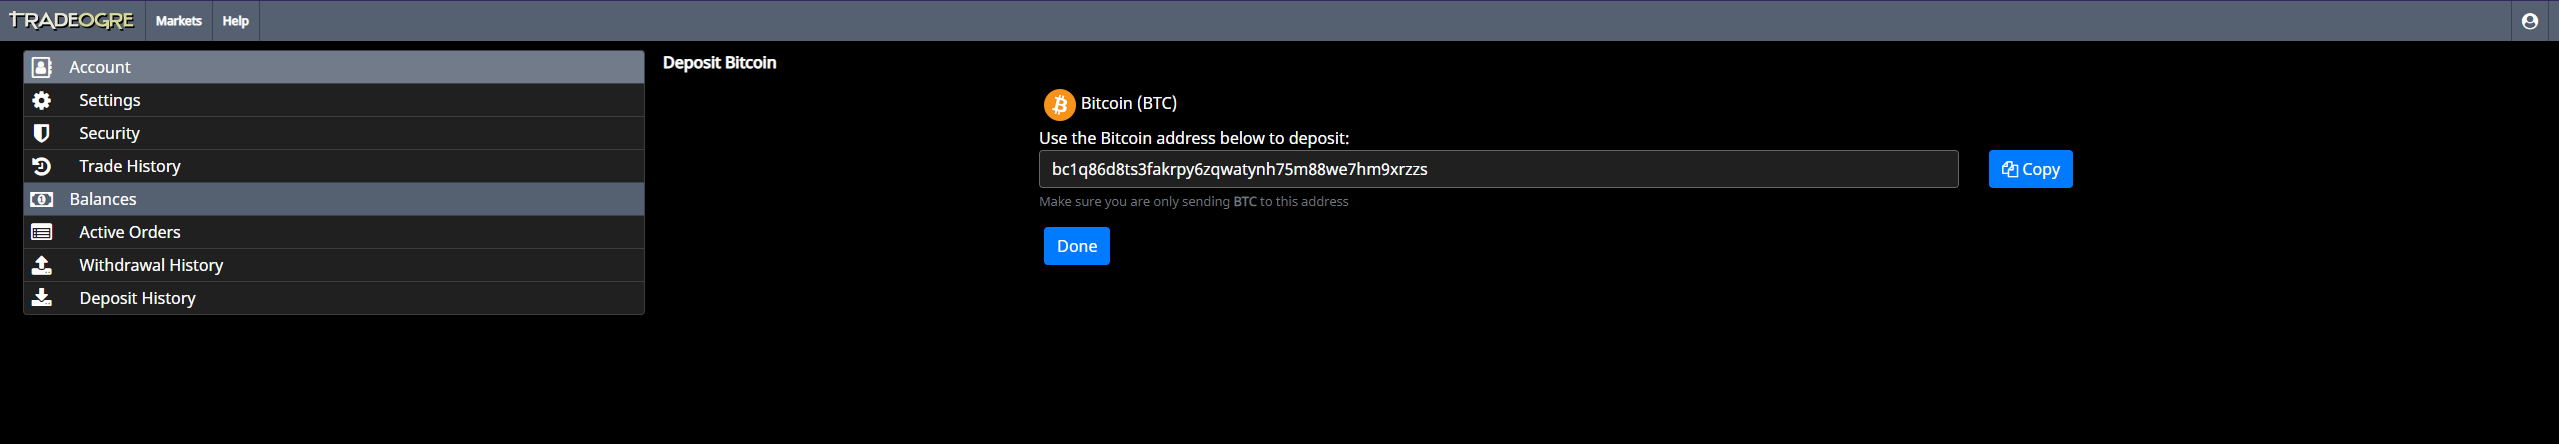 TRADEOGRE Markets Help
Account
Settings
Security
Trade History
Balances
Active Orders
Withdrawal History
Deposit History
Deposit Bitcoin
Bitcoin (BTC)
Use the Bitcoin address below to deposit:
bc1q86d8ts3fakrpy6zqwatynh75m88we7hm9xrzzs
Copy
Make sure you are only sending BTC to this address
Done